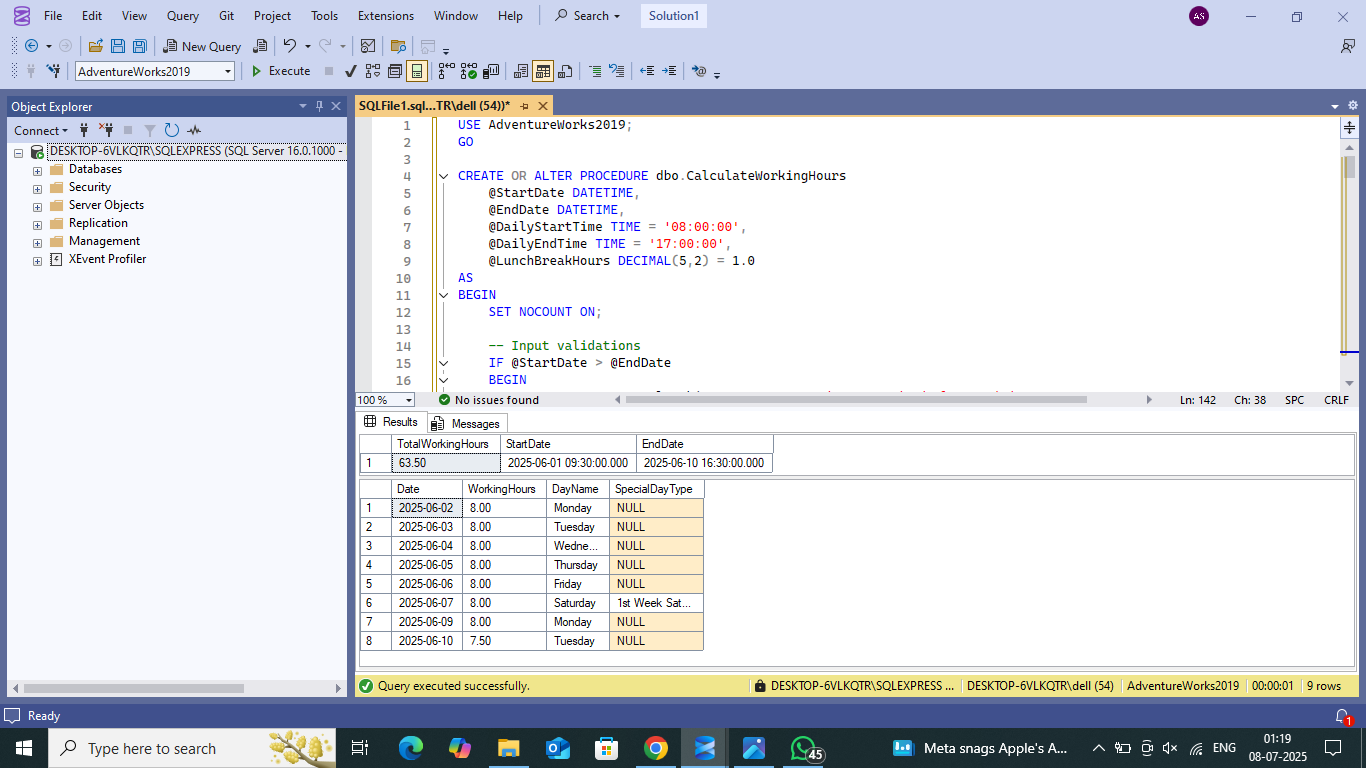 File Edit View Query Git Project Tools Extensions Window Help Search Solution1 AS
New Query
AdventureWorks2019 Execute
Object Explorer
Connect
DESKTOP-6VLKQTR\SQLEXPRESS (SQL Server 16.0.1000 -
Databases
Security
Server Objects
Replication
Management
XEvent Profiler
SQLFile1.sql...TR\dell (54))*
1 USE AdventureWorks2019;
2 GO
3
4 CREATE OR ALTER PROCEDURE dbo.CalculateWorkingHours
5 @StartDate DATETIME,
6 @EndDate DATETIME,
7 @DailyStartTime TIME = '08:00:00',
8 @DailyEndTime TIME = '17:00:00',
9 @LunchBreakHours DECIMAL(5,2) = 1.0
10 AS
11 BEGIN
12 SET NOCOUNT ON;
13
14 -- Input validations
15 IF @StartDate > @EndDate
16 BEGIN
100 % No issues found Ln: 142 Ch: 38 SPC CRLF
Results Messages
TotalWorkingHours StartDate EndDate
1 63.50 2025-06-01 09:30:00.000 2025-06-10 16:30:00.000
Date WorkingHours DayName SpecialDayType
1 2025-06-02 8.00 Monday NULL
2 2025-06-03 8.00 Tuesday NULL
3 2025-06-04 8.00 Wedne... NULL
4 2025-06-05 8.00 Thursday NULL
5 2025-06-06 8.00 Friday NULL
6 2025-06-07 8.00 Saturday 1st Week Sat...
7 2025-06-09 8.00 Monday NULL
8 2025-06-10 7.50 Tuesday NULL
Query executed successfully. DESKTOP-6VLKQTR\SQLEXPRESS ... DESKTOP-6VLKQTR\dell (54) AdventureWorks2019 00:00:01 9 rows
Ready 1
Type here to search 45 Meta snags Apple's A... ENG 01:19
08-07-2025